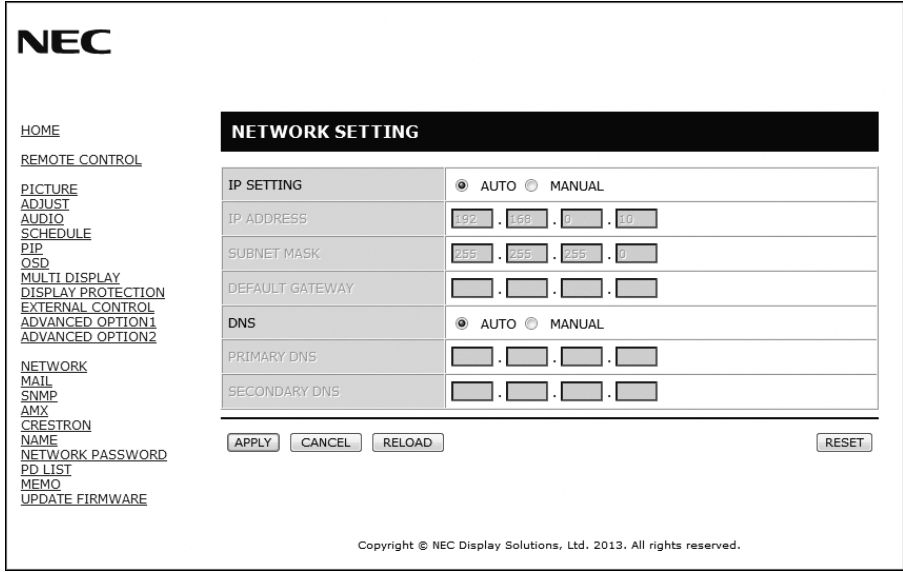 NEC
HOME
REMOTE CONTROL
PICTURE
ADJUST
AUDIO
SCHEDULE
PIP
OSD
MULTI DISPLAY
DISPLAY PROTECTION
EXTERNAL CONTROL
ADVANCED OPTION1
ADVANCED OPTION2
NETWORK
MAIL
SNMP
AMX
CRESTRON
NAME
NETWORK PASSWORD
PD LIST
MEMO
UPDATE FIRMWARE
NETWORK SETTING
IP SETTING AUTO MANUAL
IP ADDRESS 192 . 168 . 0 . 10
SUBNET MASK 255 . 255 . 255 . 0
DEFAULT GATEWAY . . .
DNS AUTO MANUAL
PRIMARY DNS . . .
SECONDARY DNS . . .
APPLY CANCEL RELOAD RESET
Copyright © NEC Display Solutions, Ltd. 2013. All rights reserved.